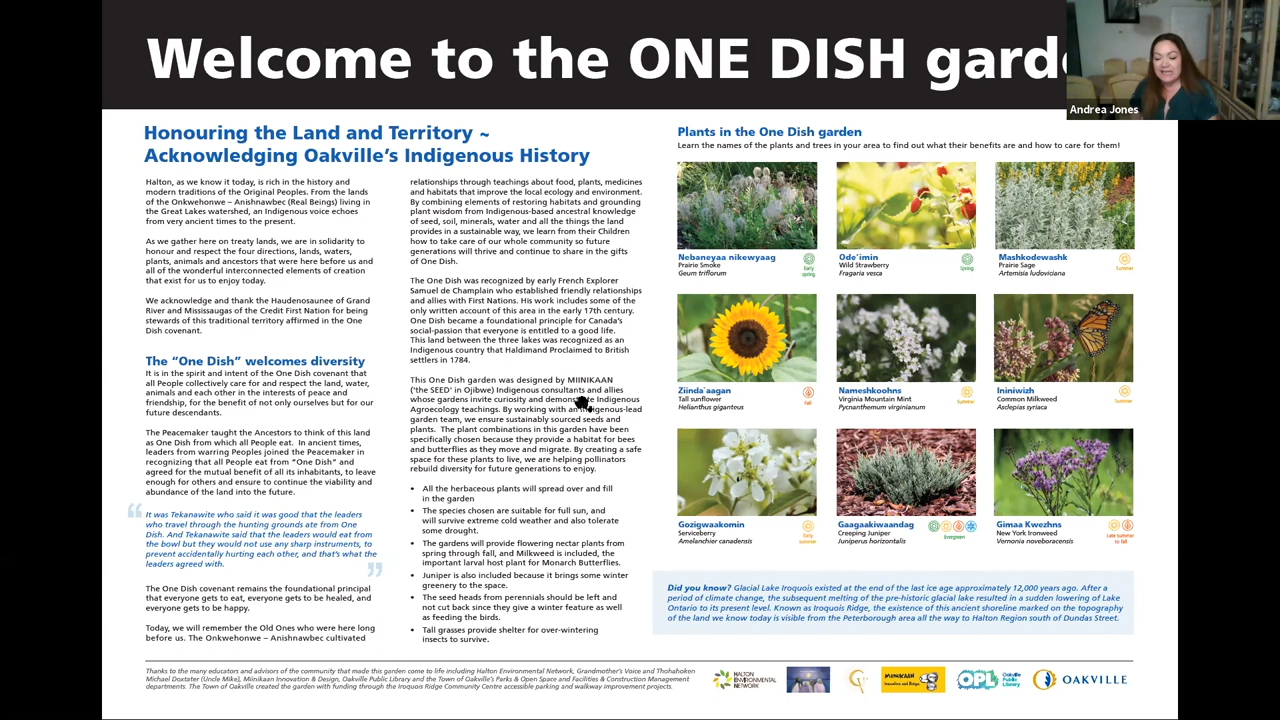 Welcome to the ONE DISH garde
Andrea Jones
Honouring the Land and Territory ~
Acknowledging Oakville's Indigenous History
Halton, as we know it today, is rich in the history and
modern traditions of the Original Peoples. From the lands
of the Onkwehonwe – Anishnawbec (Real Beings) living in
the Great Lakes watershed, an Indigenous voice echoes
from very ancient times to the present.
As we gather here on treaty lands, we are in solidarity to
honour and respect the four directions, lands, waters,
plants, animals and ancestors that were here before us and
all of the wonderful interconnected elements of creation
that exist for us to enjoy today.
We acknowledge and thank the Haudenosaunee of Grand
River and Mississaugas of the Credit First Nation for being
stewards of this traditional territory affirmed in the One
Dish covenant.
The "One Dish" welcomes diversity
It is in the spirit and intent of the One Dish covenant that
all People collectively care for and respect the land, water,
animals and each other in the interests of peace and
friendship, for the benefit of not only ourselves but for our
future descendants.
The Peacemaker taught the Ancestors to think of this land
as One Dish from which all People eat.  In ancient times,
leaders from warring Peoples joined the Peacemaker in
recognizing that all People eat from "One Dish" and
agreed for the mutual benefit of all its inhabitants, to leave
enough for others and ensure to continue the viability and
abundance of the land into the future.
“ It was Tekanawite who said it was good that the leaders
who travel through the hunting grounds ate from One
Dish. And Tekanawite said that the leaders would eat from
the bowl but they would not use any sharp instruments, to
prevent accidentally hurting each other, and that's what the
leaders agreed with. ”
The One Dish covenant remains the foundational principal
that everyone gets to eat, everyone gets to be healed, and
everyone gets to be happy.
Today, we will remember the Old Ones who were here long
before us. The Onkwehonwe – Anishnawbec cultivated
relationships through teachings about food, plants, medicines
and habitats that improve the local ecology and environment.
By combining elements of restoring habitats and grounding
plant wisdom from Indigenous-based ancestral knowledge
of seed, soil, minerals, water and all the things the land
provides in a sustainable way, we learn from their Children
how to take care of our whole community so future
generations will thrive and continue to share in the gifts
of One Dish.
The One Dish was recognized by early French Explorer
Samuel de Champlain who established friendly relationships
and allies with First Nations. His work includes some of the
only written account of this area in the early 17th century.
One Dish became a foundational principle for Canada's
social-passion that everyone is entitled to a good life.
This land between the three lakes was recognized as an
Indigenous country that Haldimand Proclaimed to British
settlers in 1784.
This One Dish garden was designed by MIINIKAAN
('the SEED' in Ojibwe) Indigenous consultants and allies
whose gardens invite curiosity and demon Indigenous
Agroecology teachings. By working with an genous-lead
garden team, we ensure sustainably sourced seeds and
plants.  The plant combinations in this garden have been
specifically chosen because they provide a habitat for bees
and butterflies as they move and migrate. By creating a safe
space for these plants to live, we are helping pollinators
rebuild diversity for future generations to enjoy.
• All the herbaceous plants will spread over and fill
in the garden
• The species chosen are suitable for full sun, and
will survive extreme cold weather and also tolerate
some drought.
• The gardens will provide flowering nectar plants from
spring through fall, and Milkweed is included, the
important larval host plant for Monarch Butterflies.
• Juniper is also included because it brings some winter
greenery to the space.
• The seed heads from perennials should be left and
not cut back since they give a winter feature as well
as feeding the birds.
• Tall grasses provide shelter for over-wintering
insects to survive.
Plants in the One Dish garden
Learn the names of the plants and trees in your area to find out what their benefits are and how to care for them!
Nebaneyaa nikewyaag
Prairie Smoke
Geum triflorum
Early
spring
Ode'imin
Wild Strawberry
Fragaria vesca
Spring
Mashkodewashk
Prairie Sage
Artemisia ludoviciana
Summer
Ziinda`aagan
Tall sunflower
Helianthus giganteus
Fall
Nameshkoohns
Virginia Mountain Mint
Pycnanthemum virginianum
Summer
Ininiwizh
Common Milkweed
Asclepias syriaca
Summer
Gozigwaakomin
Serviceberry
Amelanchier canadensis
Early
summer
Gaagaakiwaandag
Creeping Juniper
Juniperus horizontalis
Evergreen
Gimaa Kwezhns
New York Ironweed
Vernonia noveboracensis
Late summer
to fall
Did you know? Glacial Lake Iroquois existed at the end of the last ice age approximately 12,000 years ago. After a
period of climate change, the subsequent melting of the pre-historic glacial lake resulted in a sudden lowering of Lake
Ontario to its present level. Known as Iroquois Ridge, the existence of this ancient shoreline marked on the topography
of the land we know today is visible from the Peterborough area all the way to Halton Region south of Dundas Street.
Thanks to the many educators and advisors of the community that made this garden come to life including Halton Environmental Network, Grandmother's Voice and Thohahoken
Michael Doxtater (Uncle Mike), Miinikaan Innovation & Design, Oakville Public Library and the Town of Oakville's Parks & Open Space and Facilities & Construction Management
departments. The Town of Oakville created the garden with funding through the Iroquois Ridge Community Centre accessible parking and walkway improvement projects.
HALTON
ENVIRONMENTAL
NETWORK
MIINIKAAN
Innovation and Design
OPL
Oakville
Public
Library
OAKVILLE